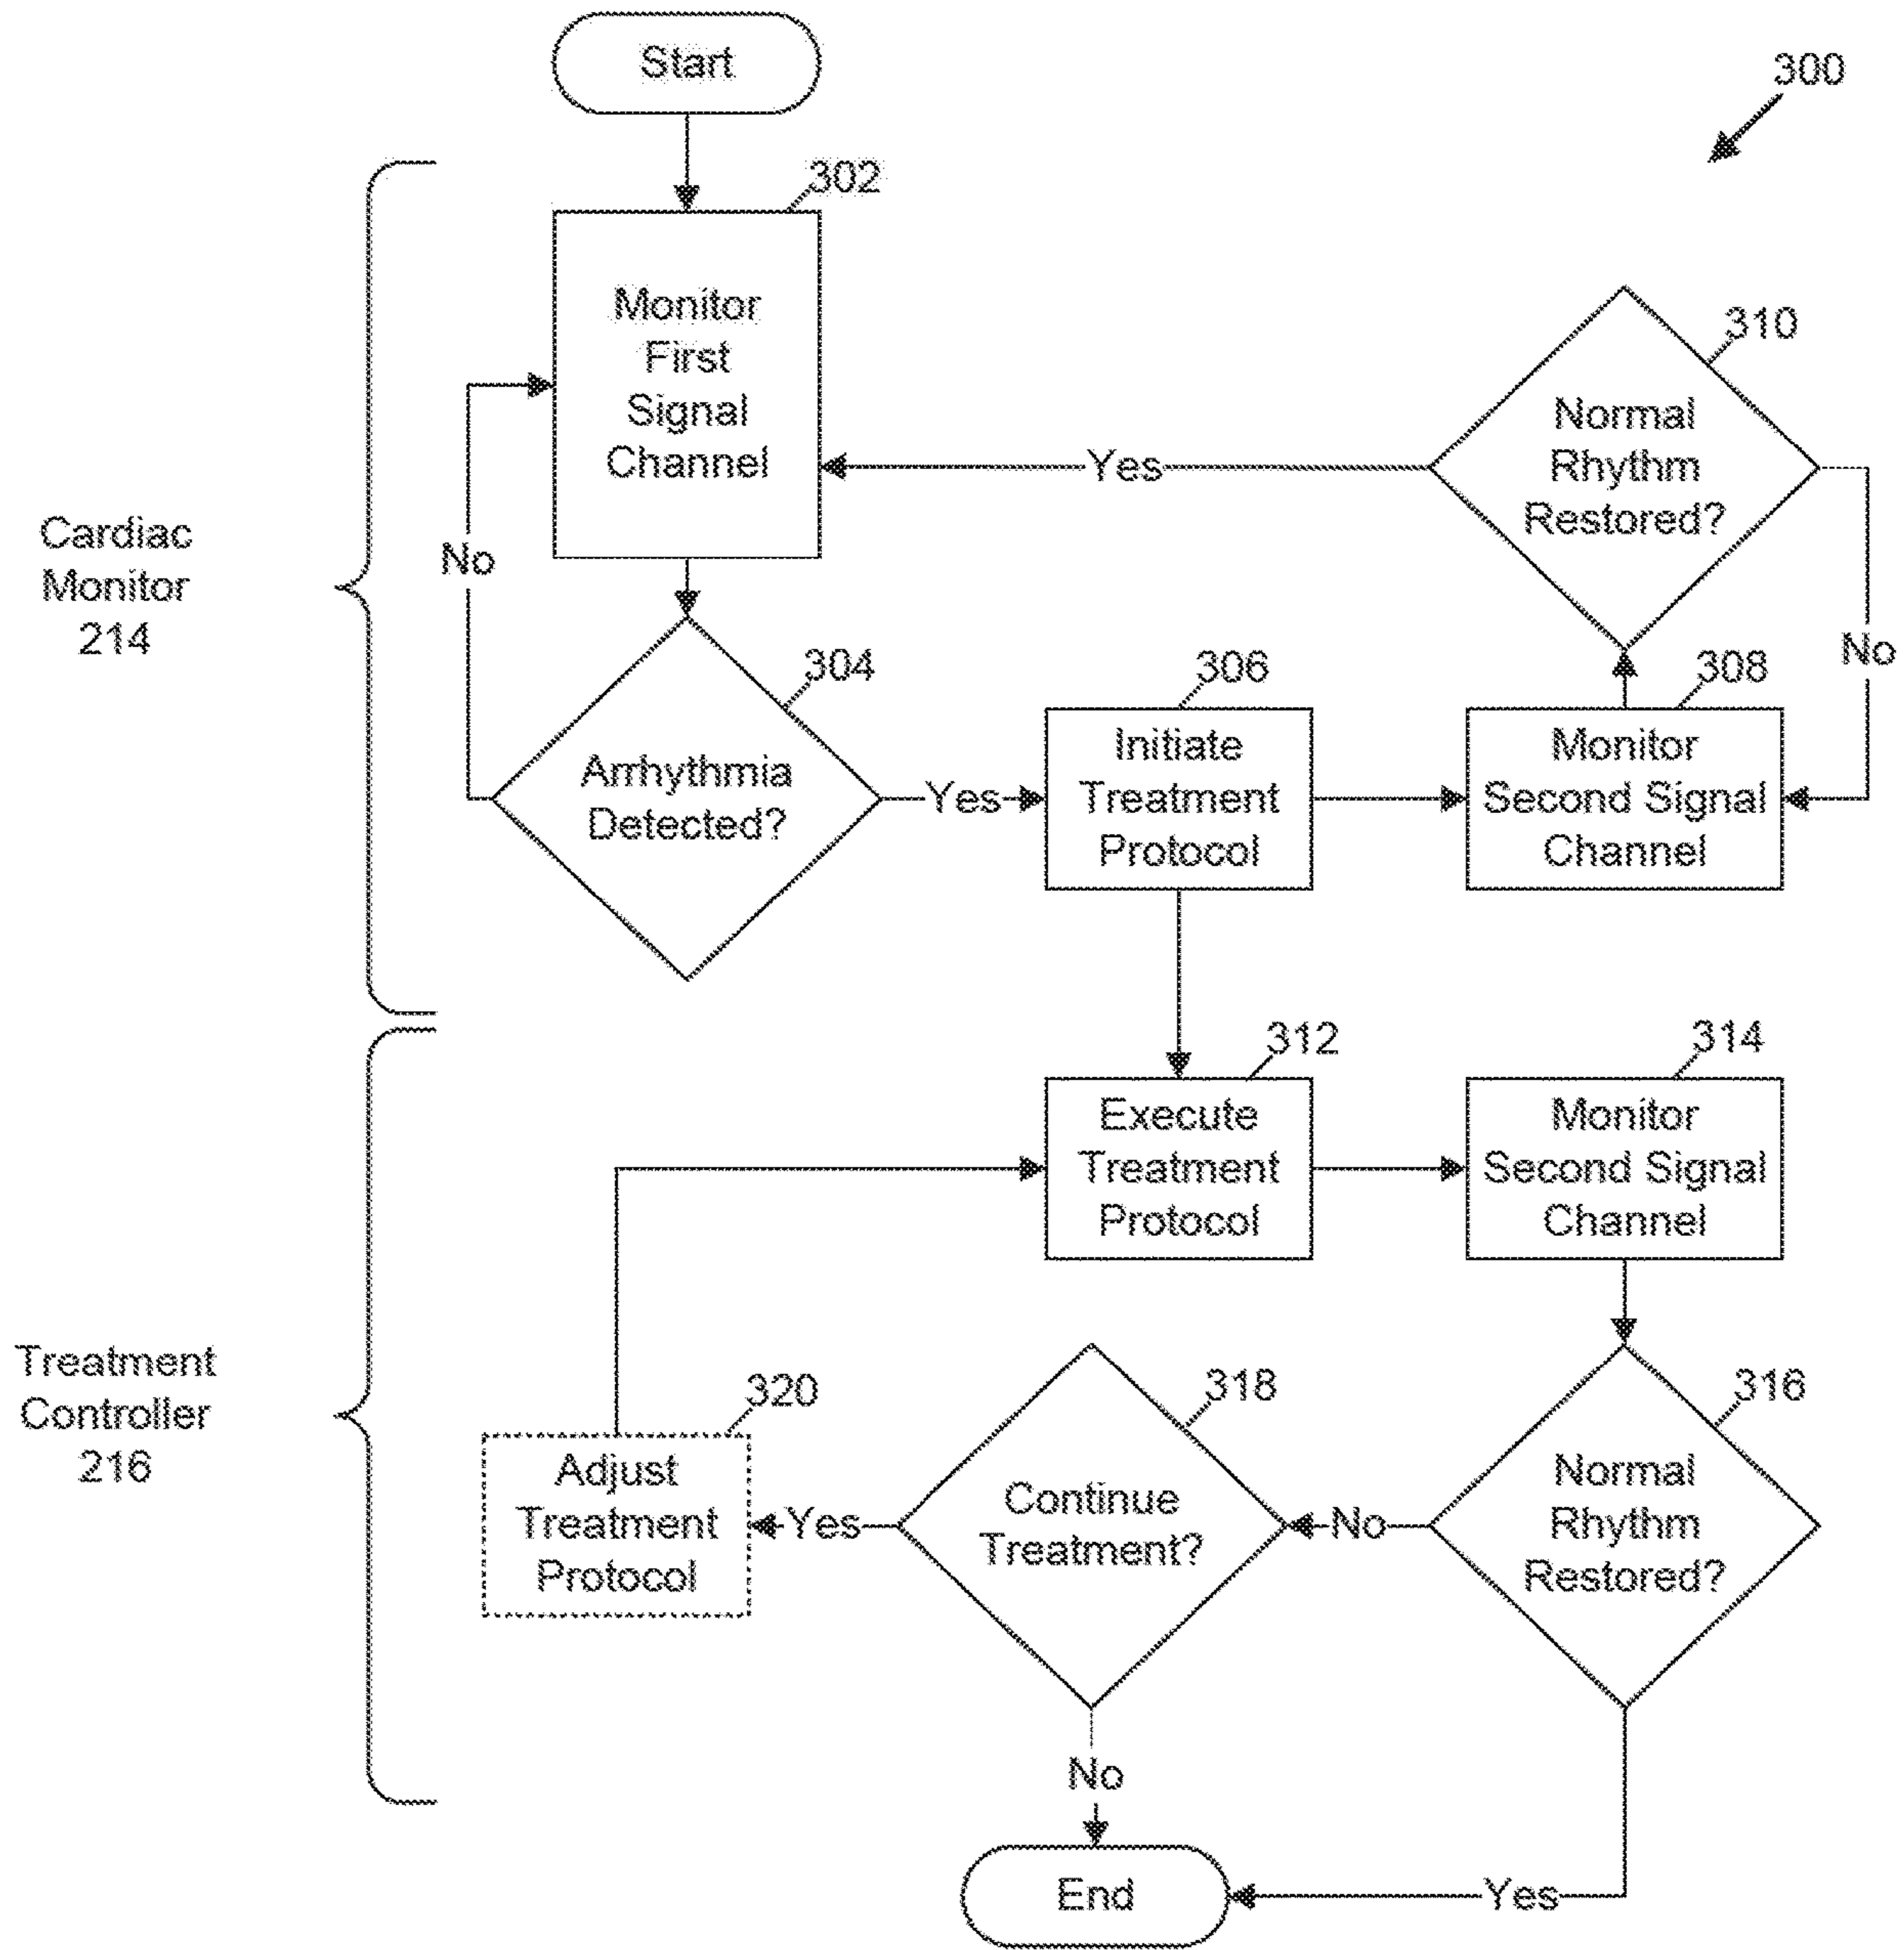 Start
300
302
Monitor
First
Signal
Channel
310
Normal
Rhythm
Restored?
Yes
No
No
Cardiac
Monitor
214
304
Arrhythmia
Detected?
Yes
306
Initiate
Treatment
Protocol
308
Monitor
Second Signal
Channel
312
Execute
Treatment
Protocol
314
Monitor
Second Signal
Channel
Treatment
Controller
216
320
Adjust
Treatment
Protocol
Yes
318
Continue
Treatment?
No
316
Normal
Rhythm
Restored?
No
End
Yes